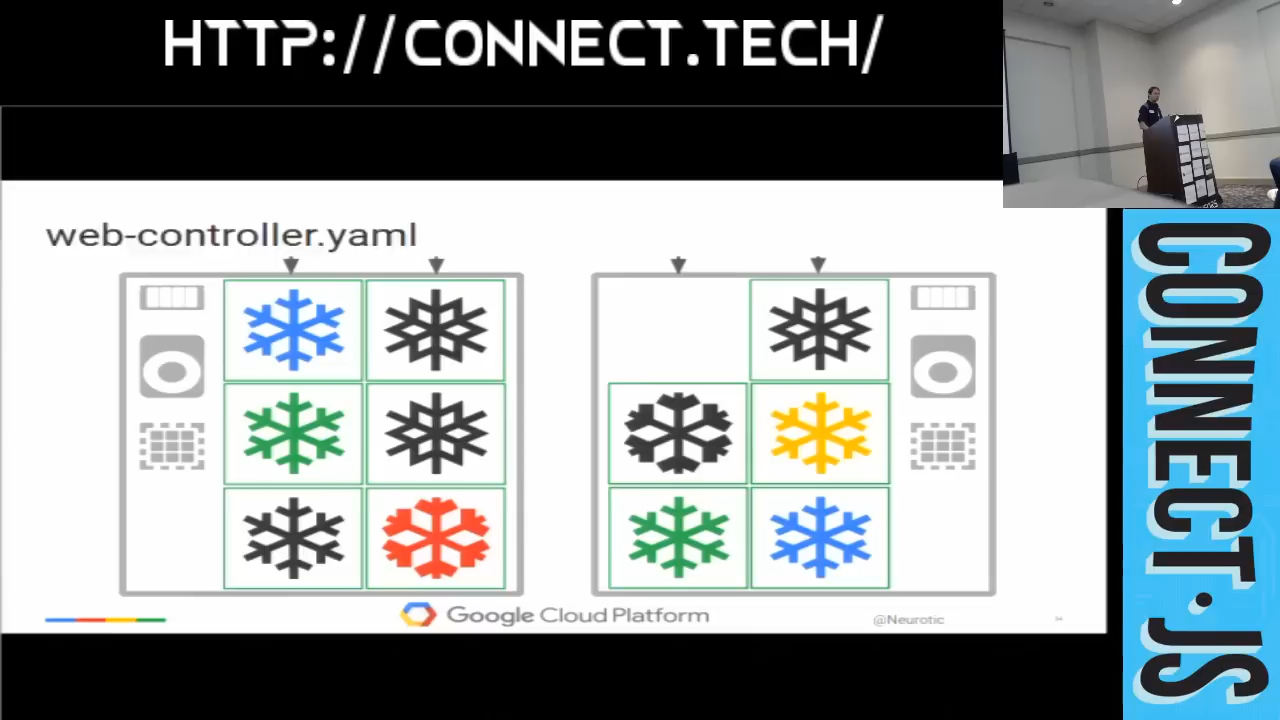 HTTP://CONNECT.TECH/
web-controller.yaml
Google Cloud Platform
@Neurotic
CONNECT.JS